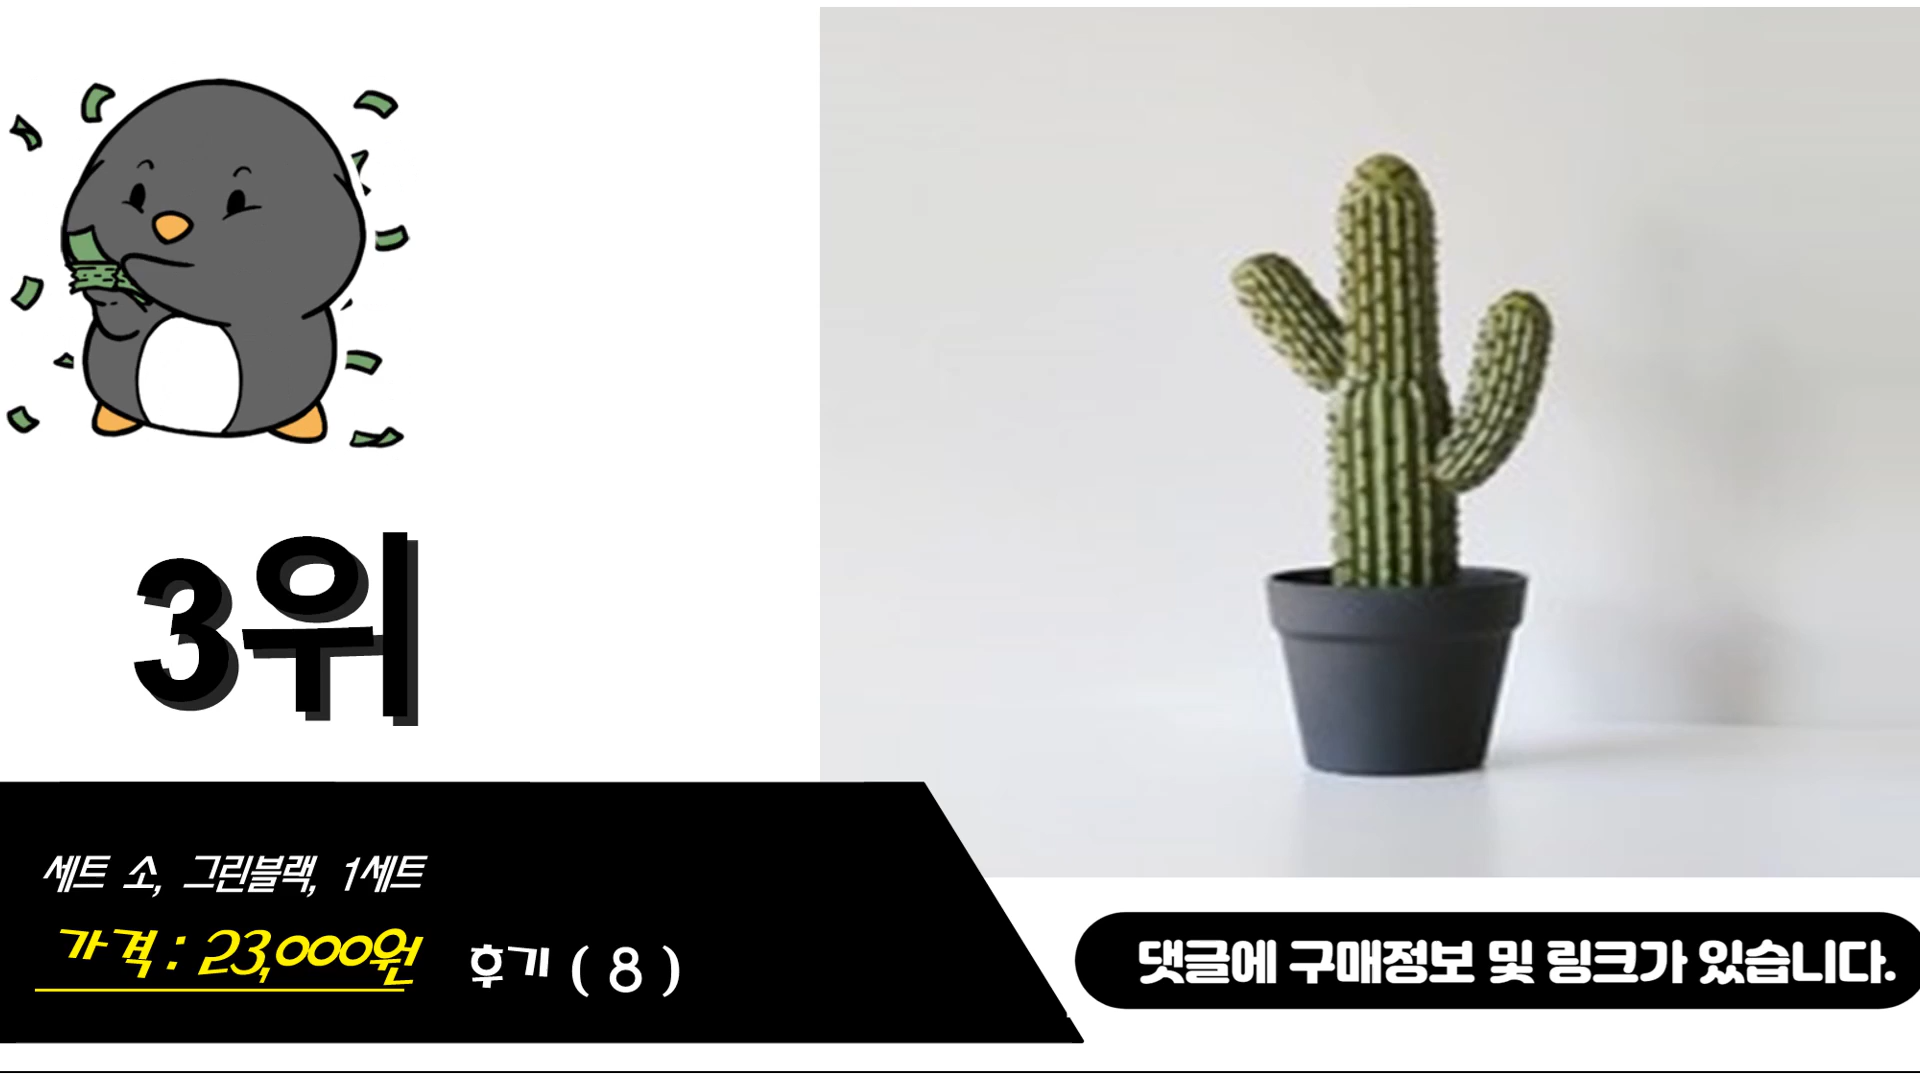 3위
세트 소, 그린블랙, 1세트
가격 : 23,000원
후기 ( 8 )
댓글에 구매정보 및 링크가 있습니다.